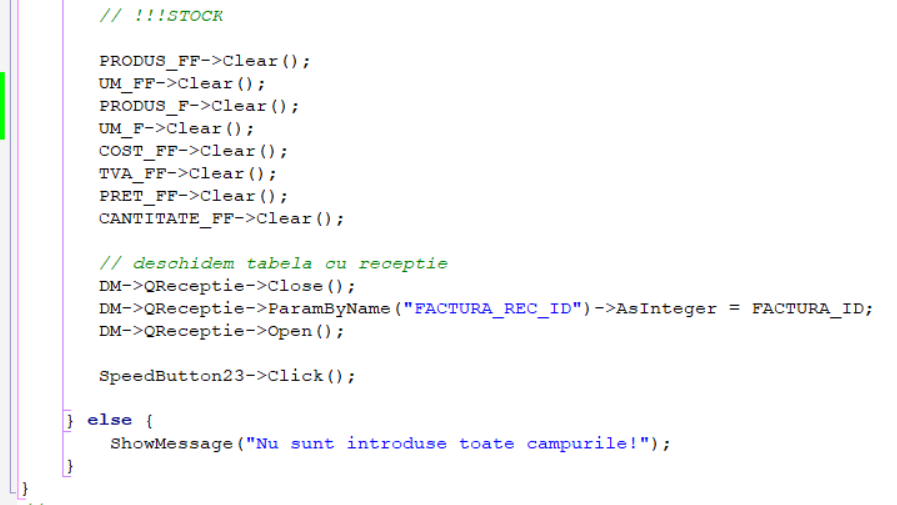 // !!!STOCK
PRODUS_FF->Clear();
UM_FF->Clear();
PRODUS_F->Clear();
UM_F->Clear();
COST_FF->Clear();
TVA_FF->Clear();
PRET_FF->Clear();
CANTITATE_FF->Clear();
// deschidem tabela cu receptie
DM->QReceptie->Close();
DM->QReceptie->ParamByName("FACTURA_REC_ID")->AsInteger = FACTURA_ID;
DM->QReceptie->Open();
SpeedButton23->Click();
} else {
ShowMessage("Nu sunt introduse toate campurile!");
}
}